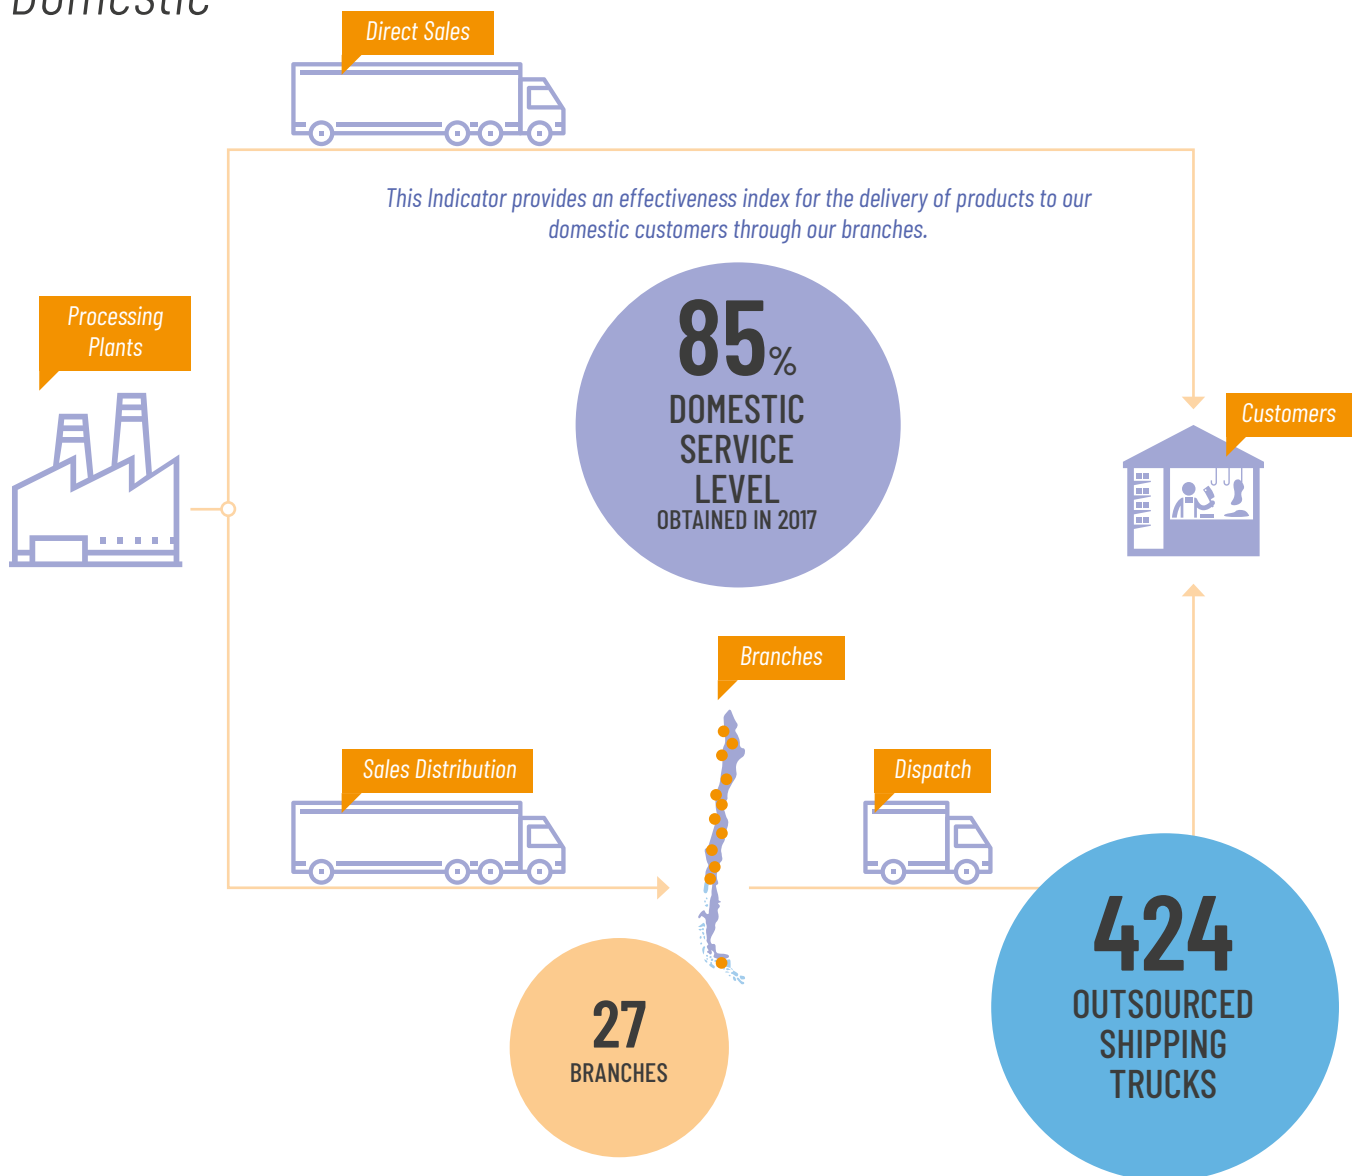 Domestic
Direct Sales
This Indicator provides an effectiveness index for the delivery of products to our
domestic customers through our branches.
Processing
Plants
85%
DOMESTIC
SERVICE
LEVEL
OBTAINED IN 2017
Customers
Branches
Sales Distribution
Dispatch
424
OUTSOURCED
SHIPPING
TRUCKS
27
BRANCHES